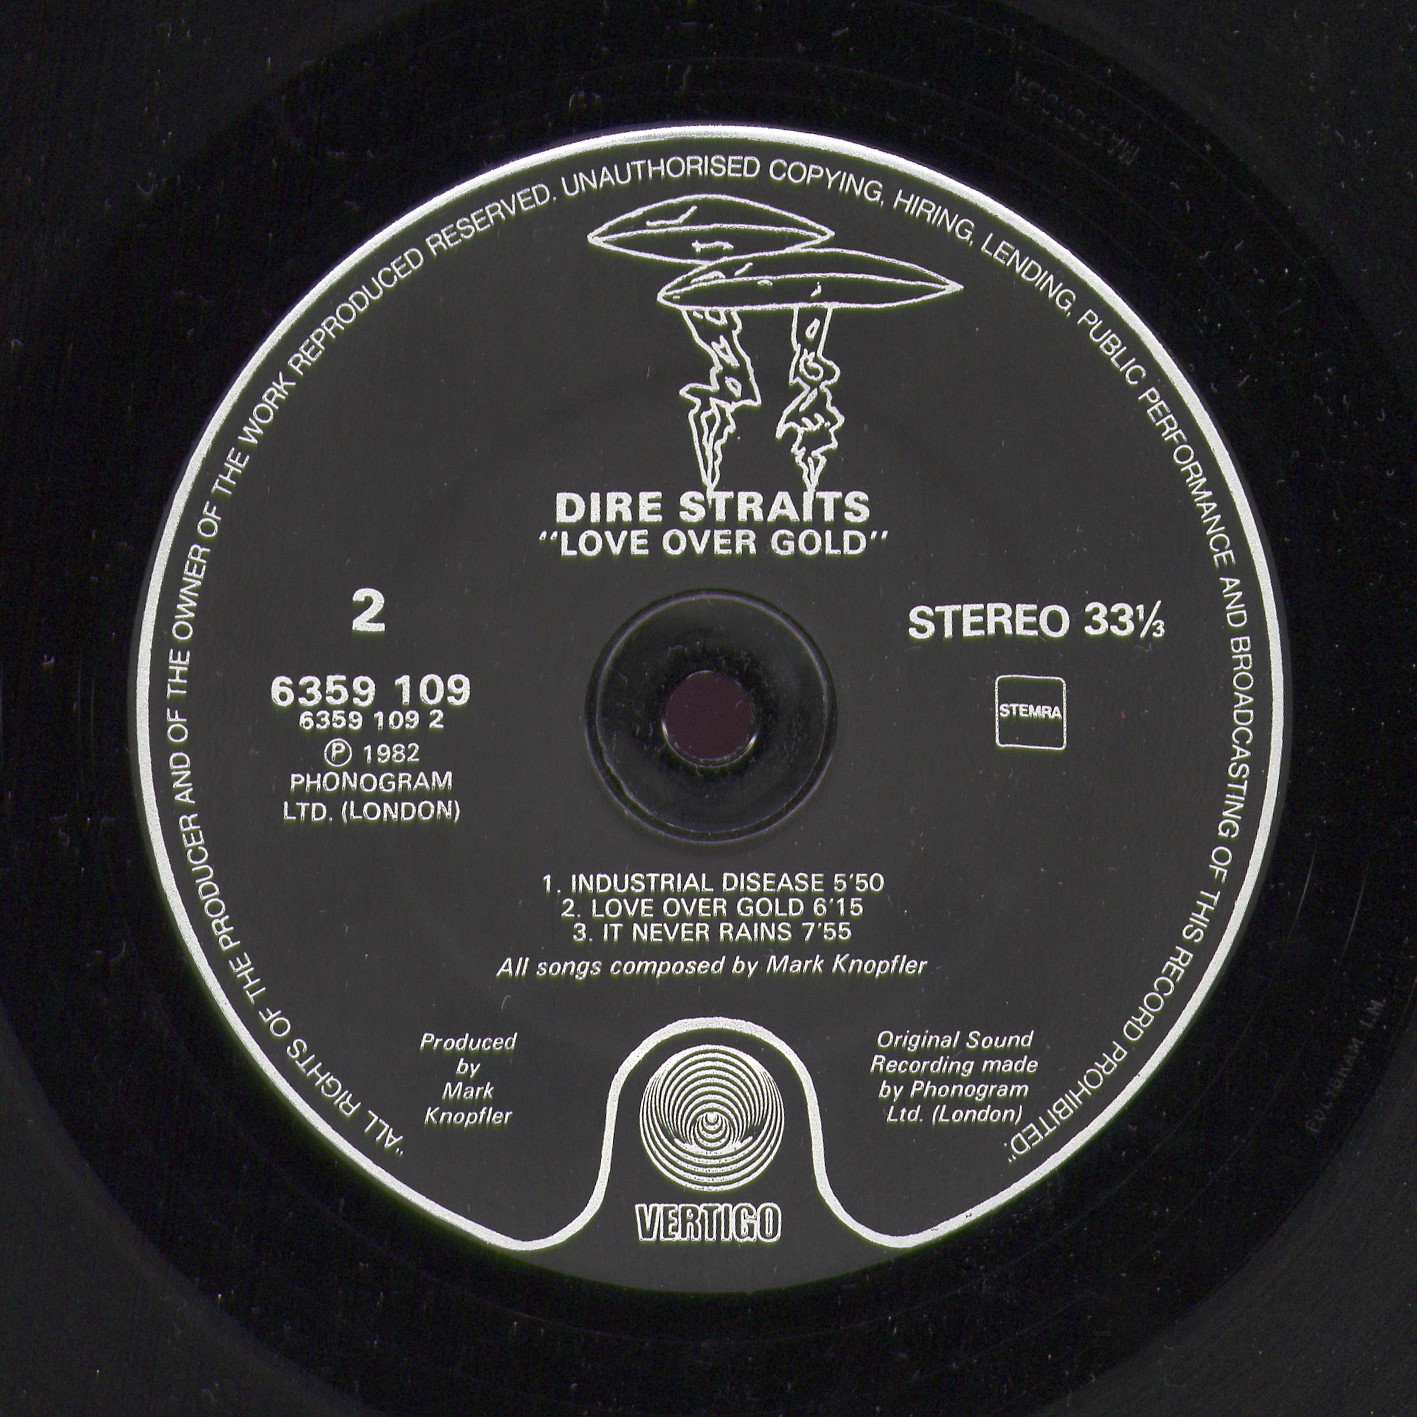 "ALL RIGHTS OF THE PRODUCER AND OF THE OWNER OF THE WORK REPRODUCED RESERVED. UNAUTHORISED COPYING, HIRING, LENDING, PUBLIC PERFORMANCE AND BROADCASTING OF THIS RECORD PROHIBITED."
DIRE STRAITS
"LOVE OVER GOLD"
2
STEREO 33⅓
6359 109
6359 109 2
Ⓟ 1982
PHONOGRAM
LTD. (LONDON)
STEMRA
1. INDUSTRIAL DISEASE 5'50
2. LOVE OVER GOLD 6'15
3. IT NEVER RAINS 7'55
All songs composed by Mark Knopfler
Produced
by
Mark
Knopfler
Original Sound
Recording made
by Phonogram
Ltd. (London)
VERTIGO